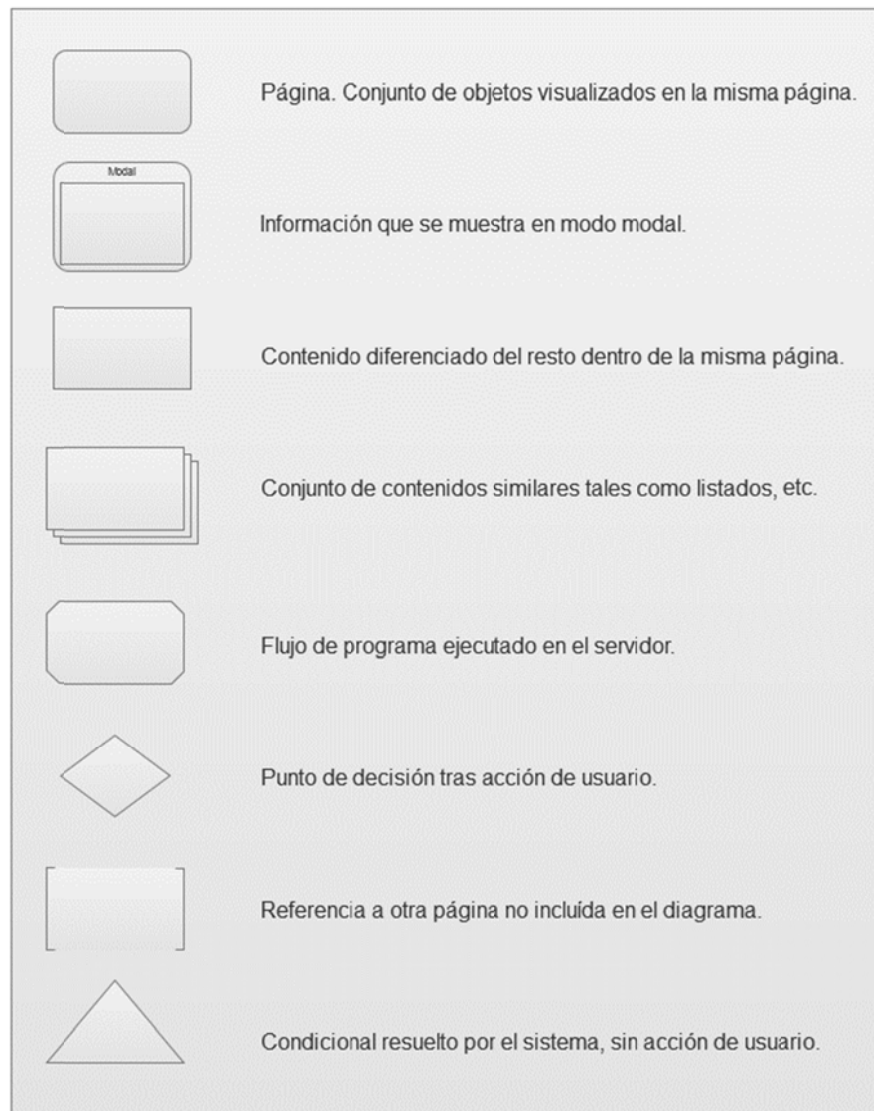 Página. Conjunto de objetos visualizados en la misma página.
Modal
Información que se muestra en modo modal.
Contenido diferenciado del resto dentro de la misma página.
Conjunto de contenidos similares tales como listados, etc.
Flujo de programa ejecutado en el servidor.
Punto de decisión tras acción de usuario.
Referencia a otra página no incluída en el diagrama.
Condicional resuelto por el sistema, sin acción de usuario.